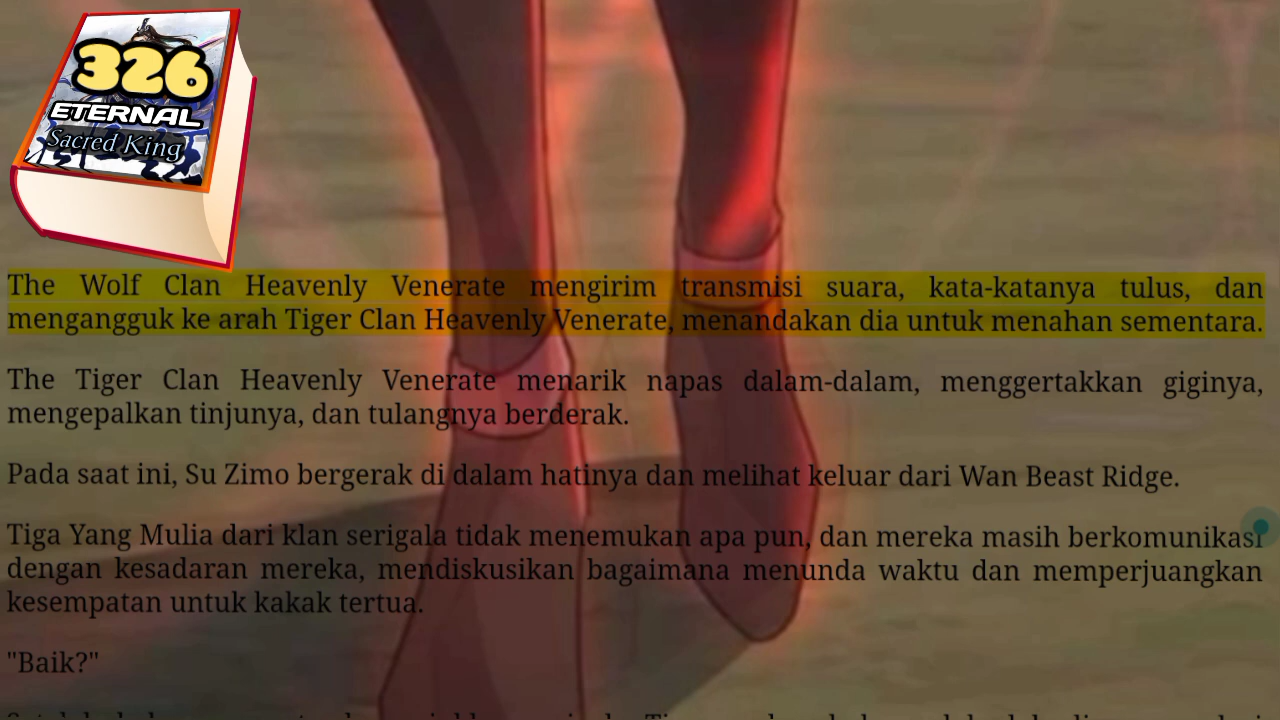 326
ETERNAL
Sacred King
The Wolf Clan Heavenly Venerate mengirim transmisi suara, kata-katanya tulus, dan
mengangguk ke arah Tiger Clan Heavenly Venerate, menandakan dia untuk menahan sementara.
The Tiger Clan Heavenly Venerate menarik napas dalam-dalam, menggertakkan giginya,
mengepalkan tinjunya, dan tulangnya berderak.
Pada saat ini, Su Zimo bergerak di dalam hatinya dan melihat keluar dari Wan Beast Ridge.
Tiga Yang Mulia dari klan serigala tidak menemukan apa pun, dan mereka masih berkomunikasi
dengan kesadaran mereka, mendiskusikan bagaimana menunda waktu dan memperjuangkan
kesempatan untuk kakak tertua.
"Baik?"